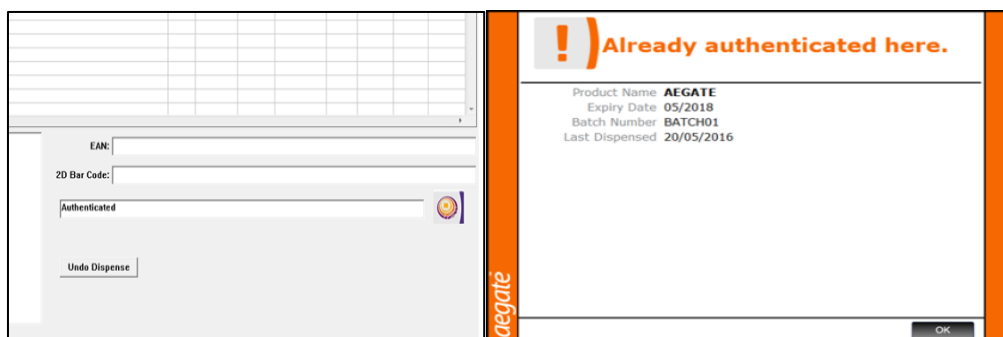 EAN:
2D Bar Code:
Authenticated
Undo Dispense
! Already authenticated here.
Product Name AEGATE
Expiry Date 05/2018
Batch Number BATCH01
Last Dispensed 20/05/2016
aegate
OK